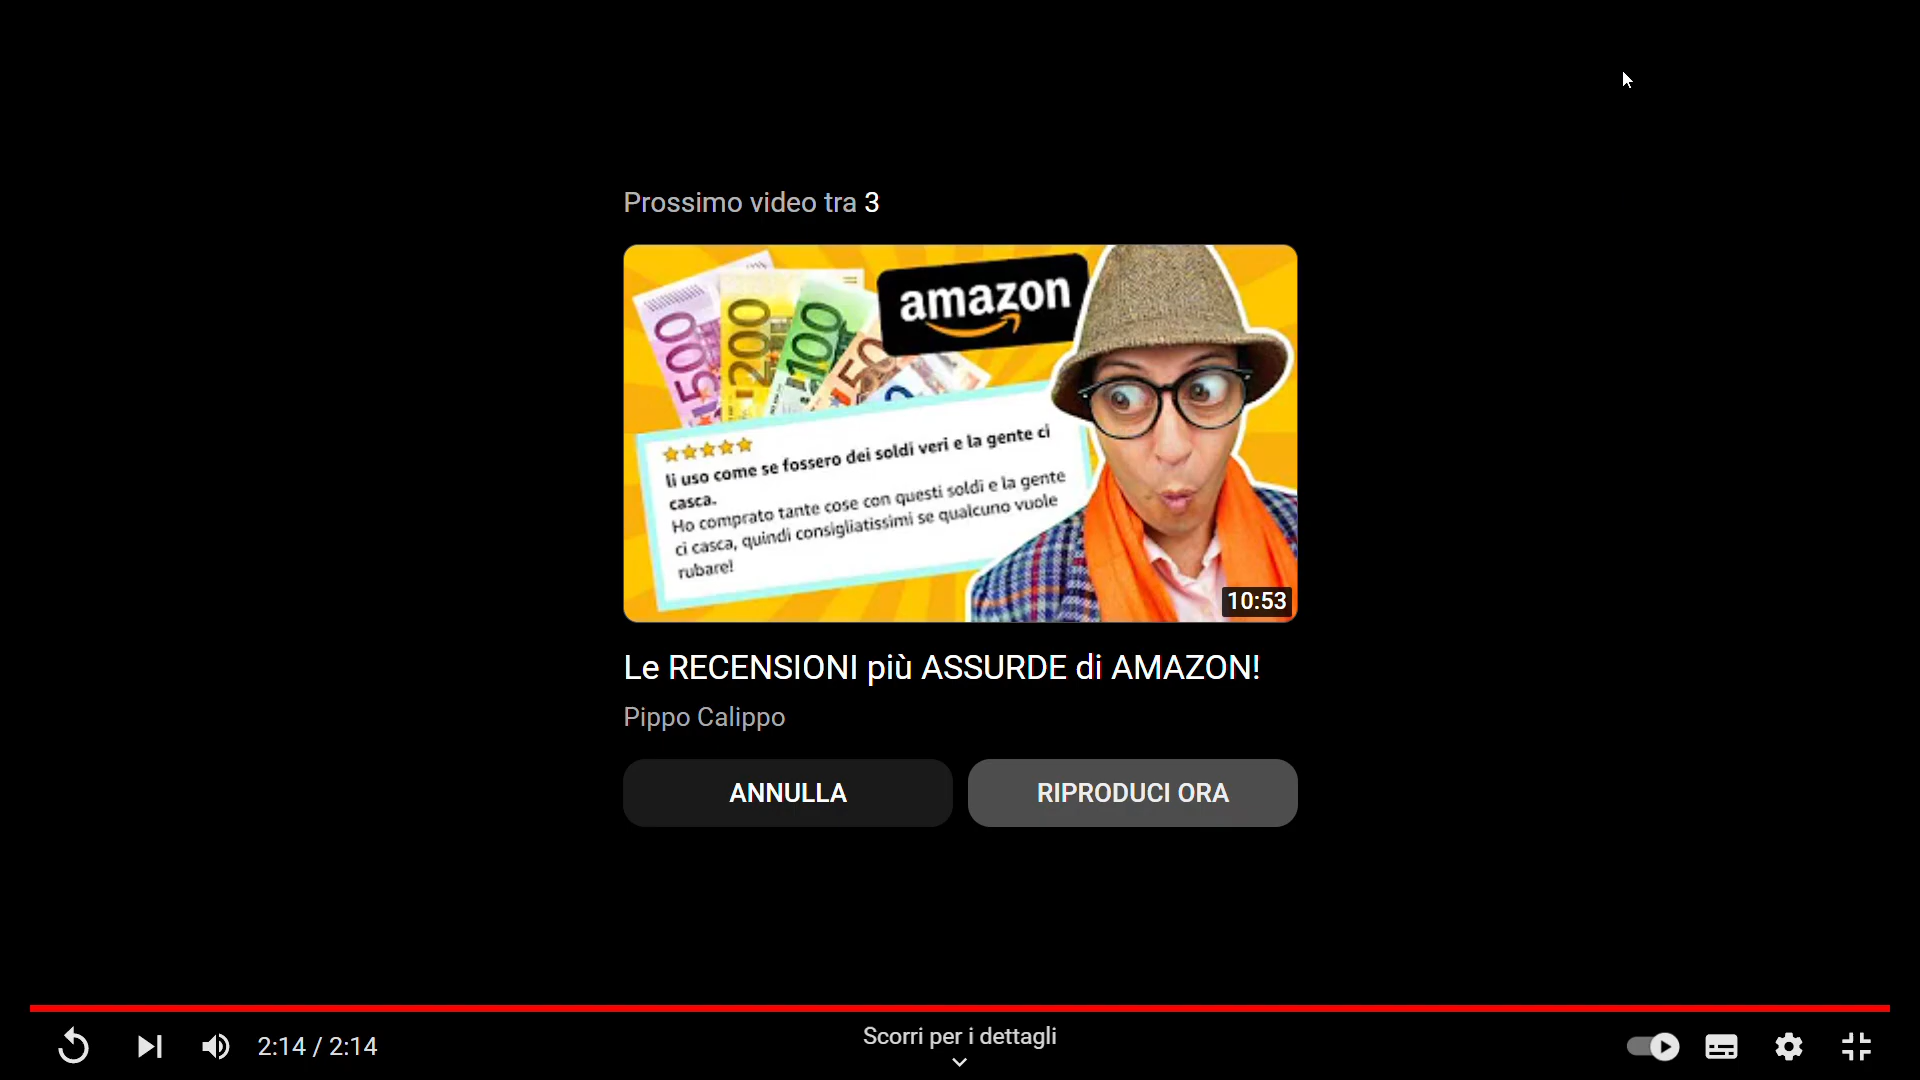 Prossimo video tra 3
500
200
100
50
amazon
li uso come se fossero dei soldi veri e la gente ci
casca.
Ho comprato tante cose con questi soldi e la gente
ci casca, quindi consigliatissimi se qualcuno vuole
rubare!
10:53
Le RECENSIONI più ASSURDE di AMAZON!
Pippo Calippo
ANNULLA
RIPRODUCI ORA
2:14 / 2:14
Scorri per i dettagli